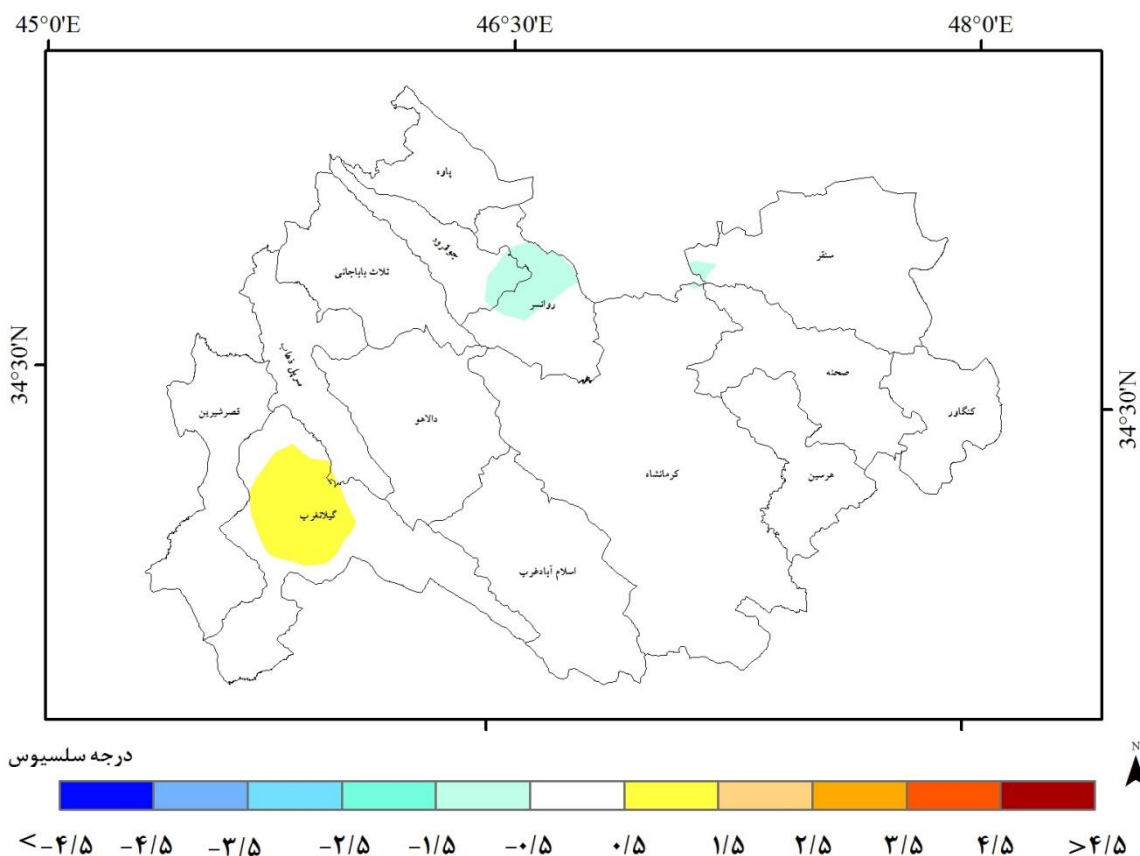 45°0'E 46°30'E 48°0'E
34°30'N
34°30'N
پاوه
جوانرود
ثلاث باباجانی
روانسر
سنقر
سرپل ذهاب
قصرشیرین
دالاهو
صحنه
کنگاور
کرمانشاه
هرسین
گیلانغرب
اسلام آبادغرب
درجه سلسیوس
N
<-۴/۵ -۴/۵ -۳/۵ -۲/۵ -۱/۵ -۰/۵ ۰/۵ ۱/۵ ۲/۵ ۳/۵ ۴/۵ >۴/۵